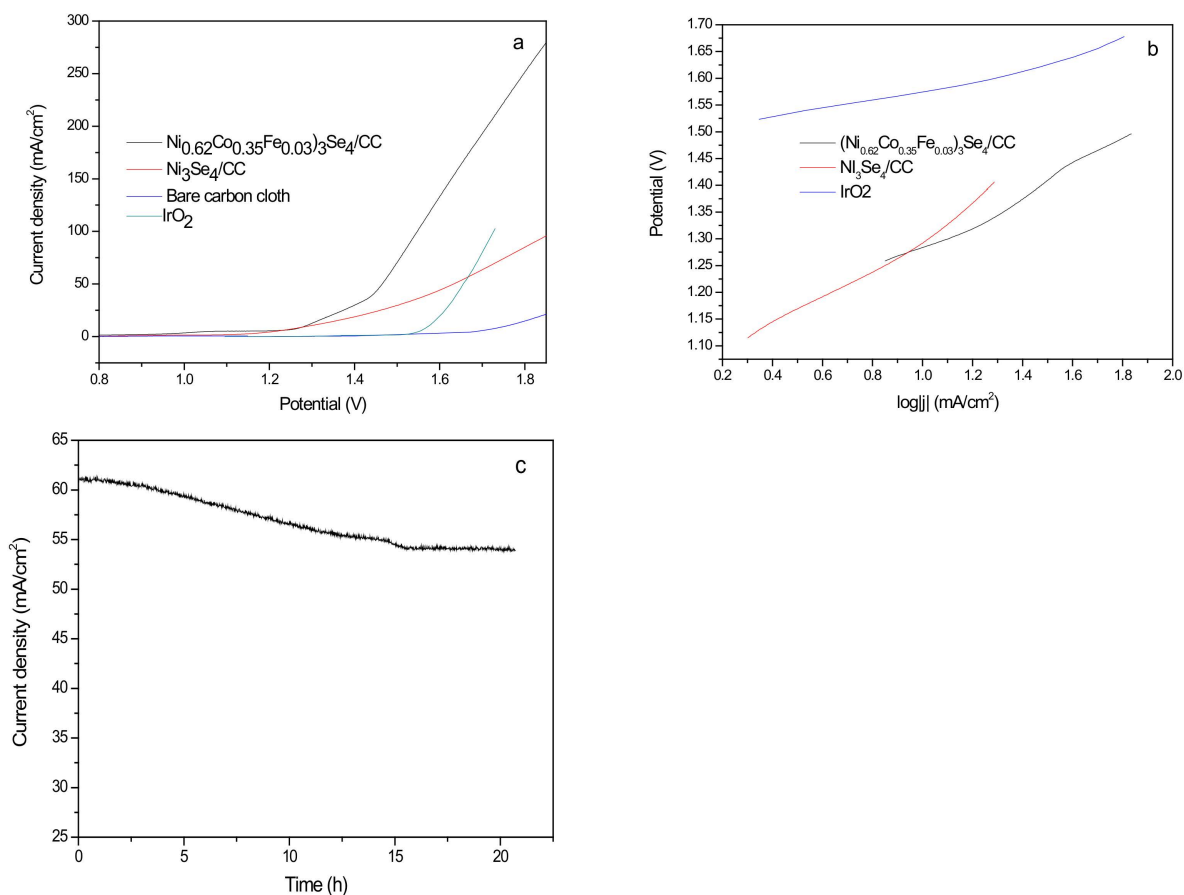 a
300
250
200
150
100
50
0
Current density (mA/cm²)
Ni₀.₆₂Co₀.₃₅Fe₀.₀₃)₃Se₄/CC
Ni₃Se₄/CC
Bare carbon cloth
IrO₂
0.8 1.0 1.2 1.4 1.6 1.8
Potential (V)
b
1.70
1.65
1.60
1.55
1.50
1.45
1.40
1.35
1.30
1.25
1.20
1.15
1.10
Potential (V)
(Ni₀.₆₂Co₀.₃₅Fe₀.₀₃)₃Se₄/CC
NI₃Se₄/CC
IrO2
0.2 0.4 0.6 0.8 1.0 1.2 1.4 1.6 1.8 2.0
log|j| (mA/cm²)
c
65
60
55
50
45
40
35
30
25
Current density (mA/cm²)
0 5 10 15 20
Time (h)